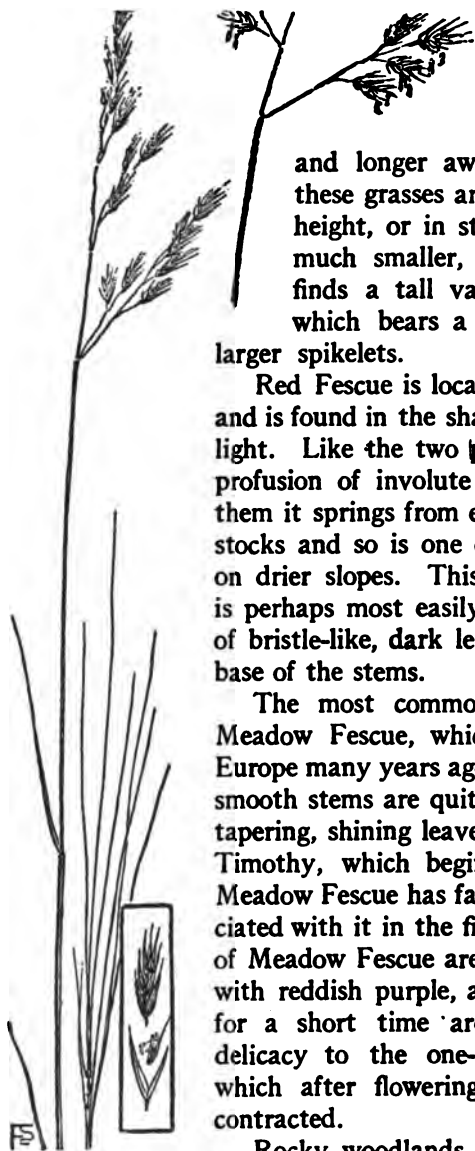 and longer aw
these grasses ar
height, or in st
much smaller,
finds a tall va
which bears a
larger spikelets.
Red Fescue is loca
and is found in the sha
light. Like the two
profusion of involute
them it springs from e
stocks and so is one
on drier slopes. This
is perhaps most easily
of bristle-like, dark le
base of the stems.
The most commo
Meadow Fescue, whic
Europe many years ag
smooth stems are quit
tapering, shining leave
Timothy, which begin
Meadow Fescue has fa
ciated with it in the fi
of Meadow Fescue are
with reddish purple, a
for a short time ar
delicacy to the one-
which after flowering
contracted.
Rocky woodlands
FS